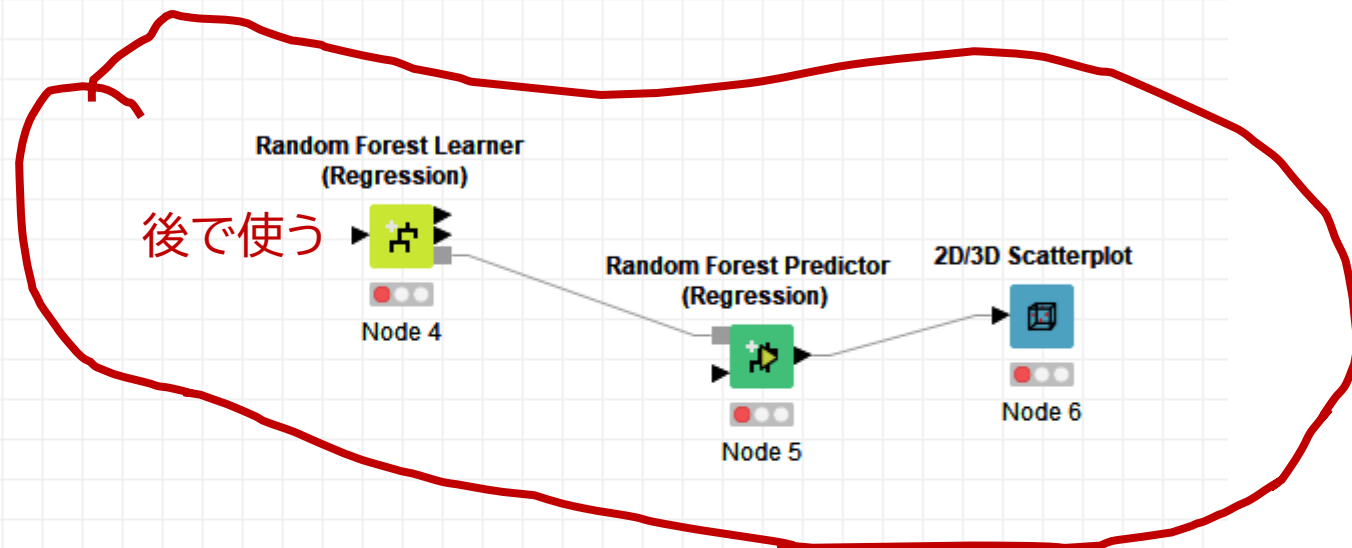 Random Forest Learner
(Regression)
後で使う
Node 4
Random Forest Predictor
(Regression)
Node 5
2D/3D Scatterplot
Node 6